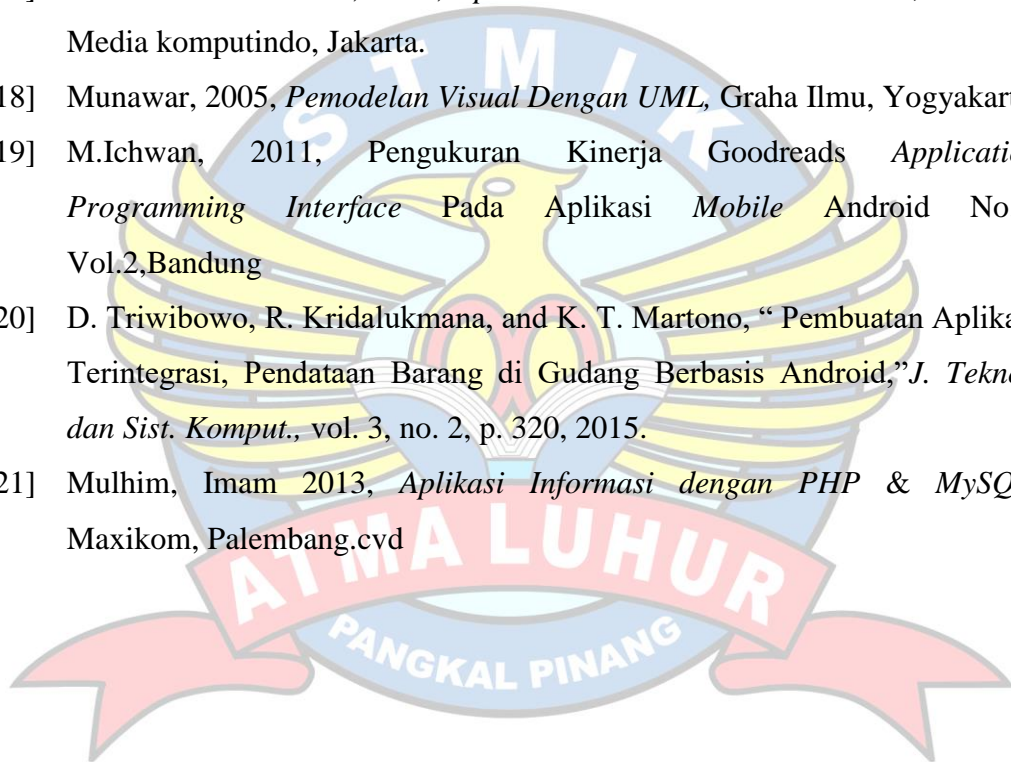 Media komputindo, Jakarta.
18] Munawar, 2005, Pemodelan Visual Dengan UML, Graha Ilmu, Yogyakart
19] M.Ichwan, 2011, Pengukuran Kinerja Goodreads Applicatio
Programming Interface Pada Aplikasi Mobile Android No
Vol.2,Bandung
20] D. Triwibowo, R. Kridalukmana, and K. T. Martono, “ Pembuatan Aplika
Terintegrasi, Pendataan Barang di Gudang Berbasis Android,”J. Tekno
dan Sist. Komput., vol. 3, no. 2, p. 320, 2015.
21] Mulhim, Imam 2013, Aplikasi Informasi dengan PHP & MySQ
Maxikom, Palembang.cvd
STMIK
ATMA LUHUR
PANGKAL PINANG